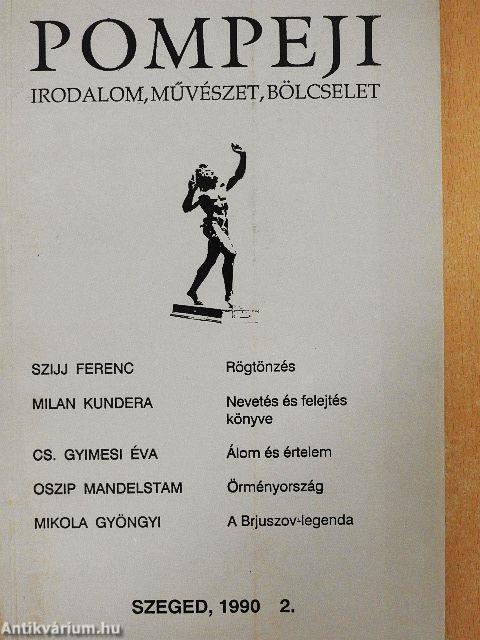 POMPEJI
IRODALOM, MŰVÉSZET, BÖLCSELET
SZIJJ FERENC Rögtönzés
MILAN KUNDERA Nevetés és felejtés
könyve
CS. GYIMESI ÉVA Álom és értelem
OSZIP MANDELSTAM Örményország
MIKOLA GYÖNGYI A Brjuszov-legenda
SZEGED, 1990 2.
Antikvárium.hu